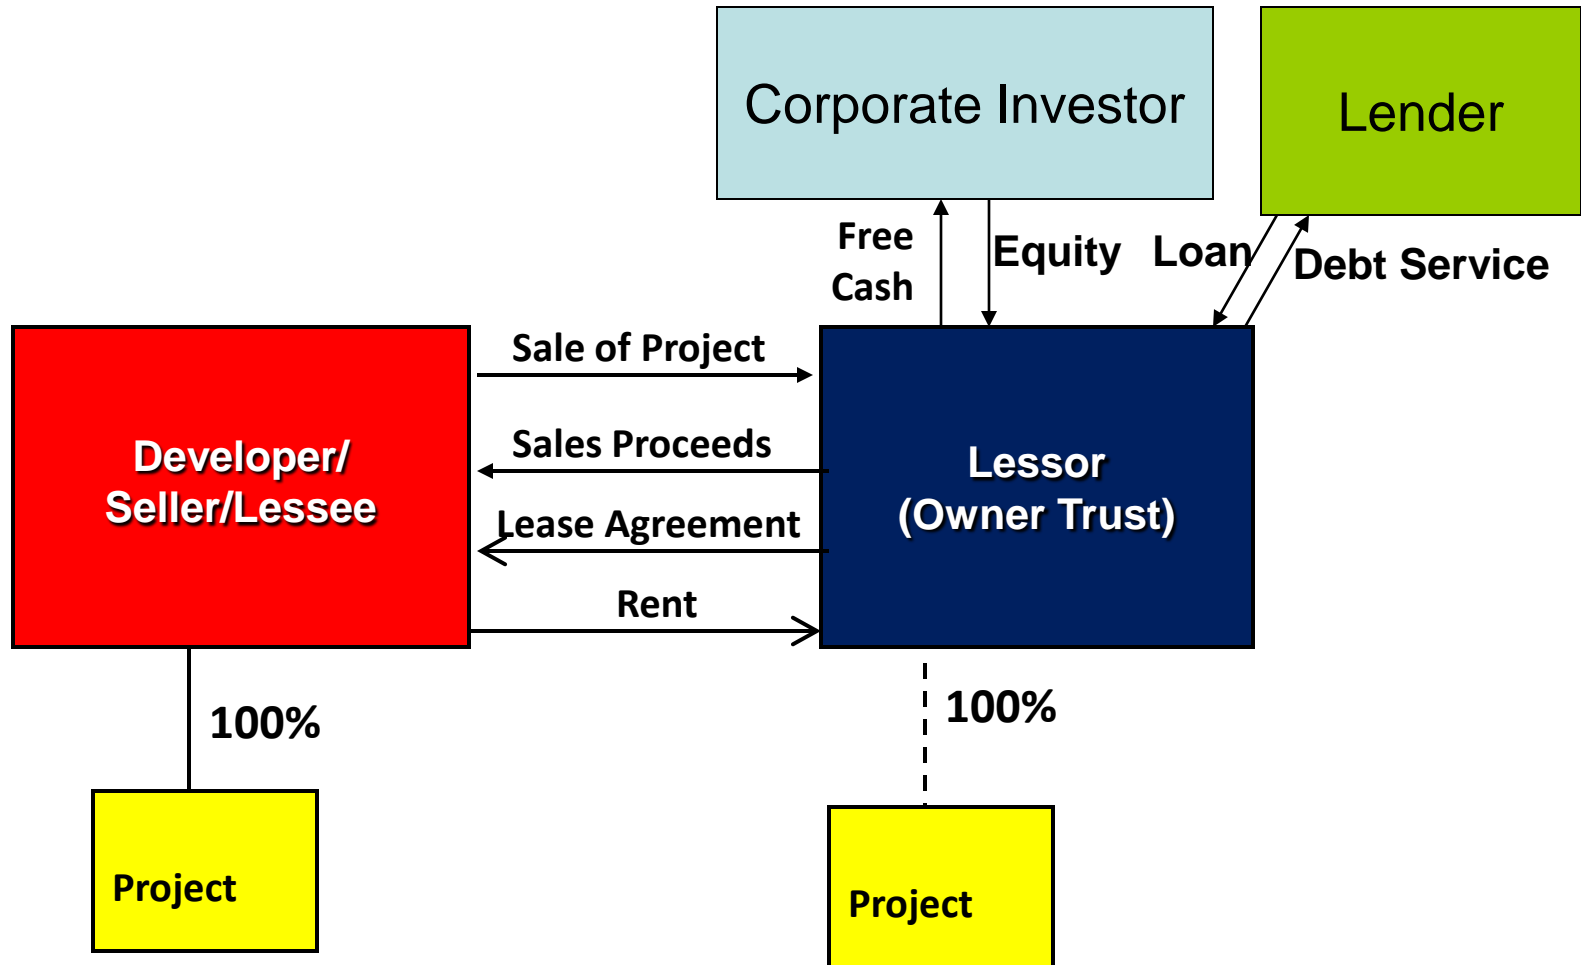 Corporate Investor
Lender
Free
Cash
Equity
Loan
Debt Service
Sale of Project
Sales Proceeds
Lease Agreement
Rent
Developer/
Seller/Lessee
Lessor
(Owner Trust)
100%
100%
Project
Project